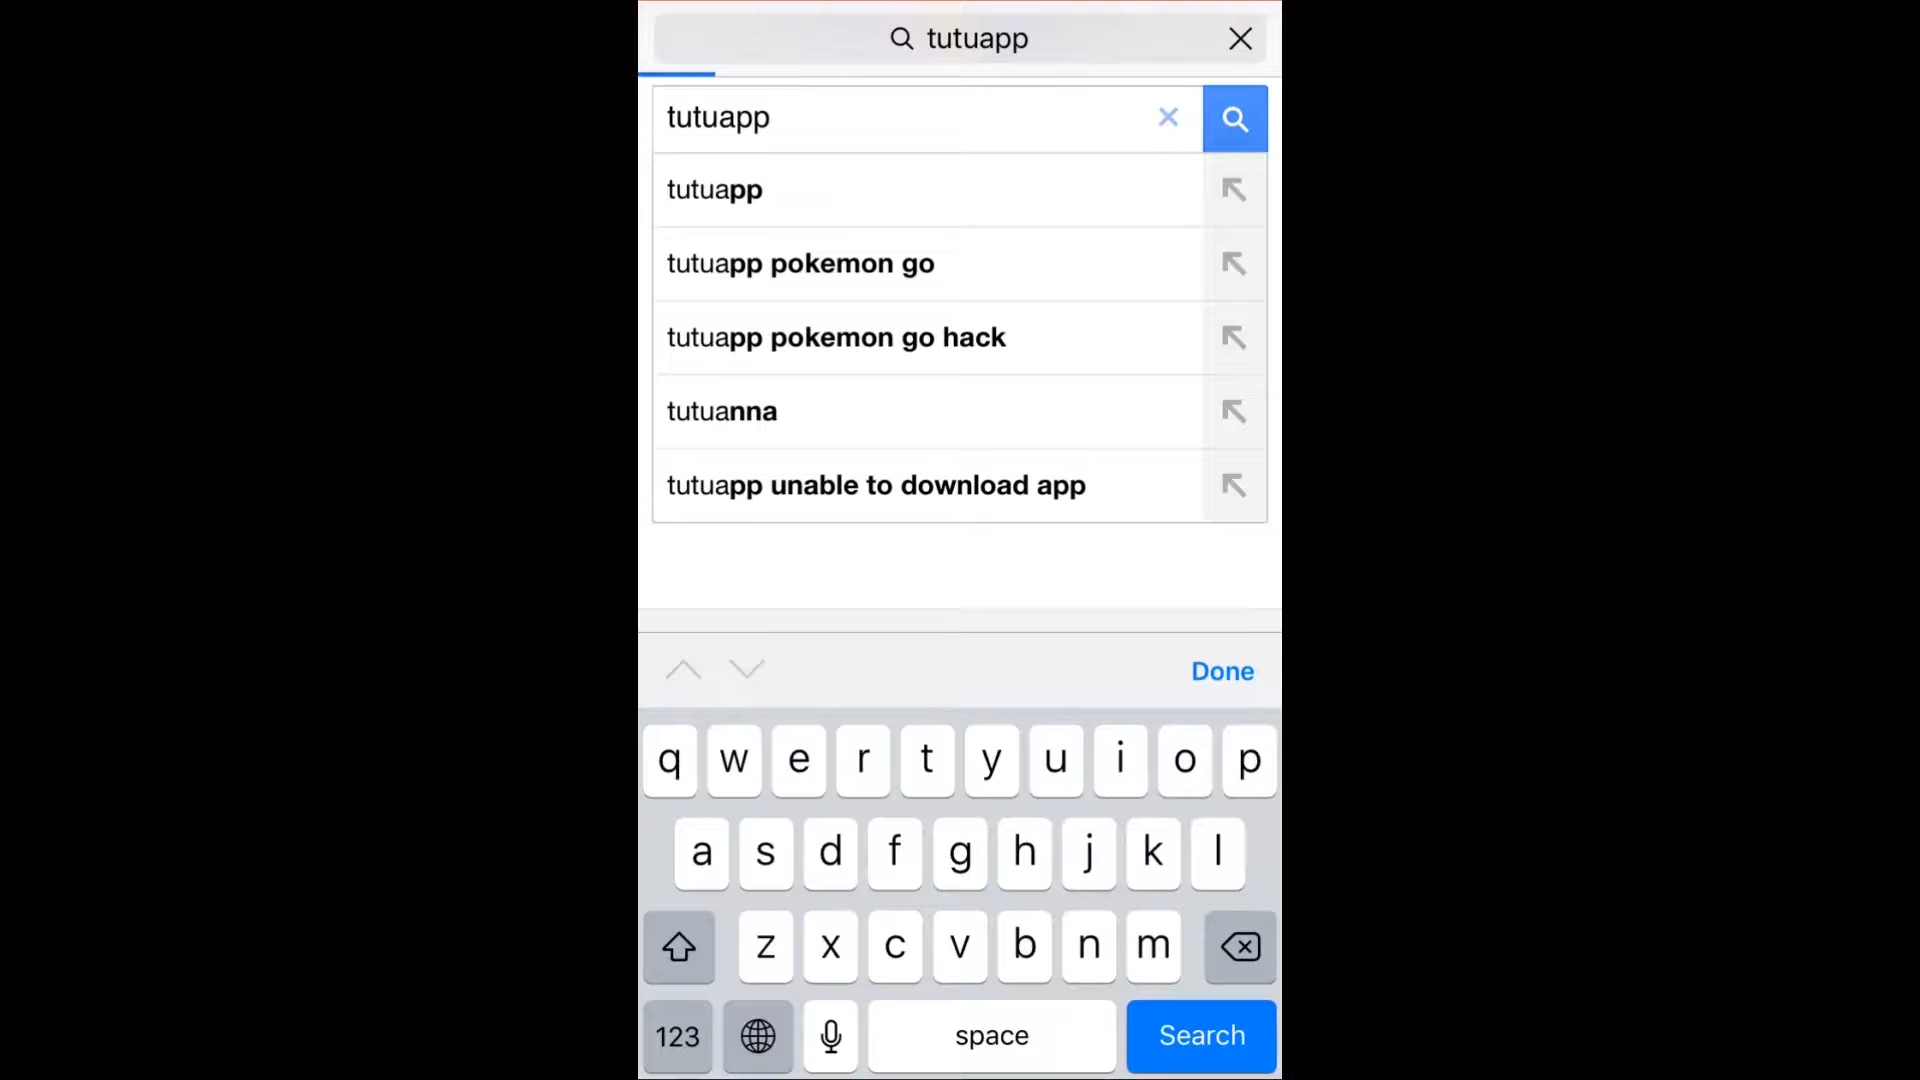 tutuapp
tutuapp
tutuapp
tutuapp pokemon go
tutuapp pokemon go hack
tutuanna
tutuapp unable to download app
Done
q w e r t y u i o p
a s d f g h j k l
z x c v b n m
123 space Search